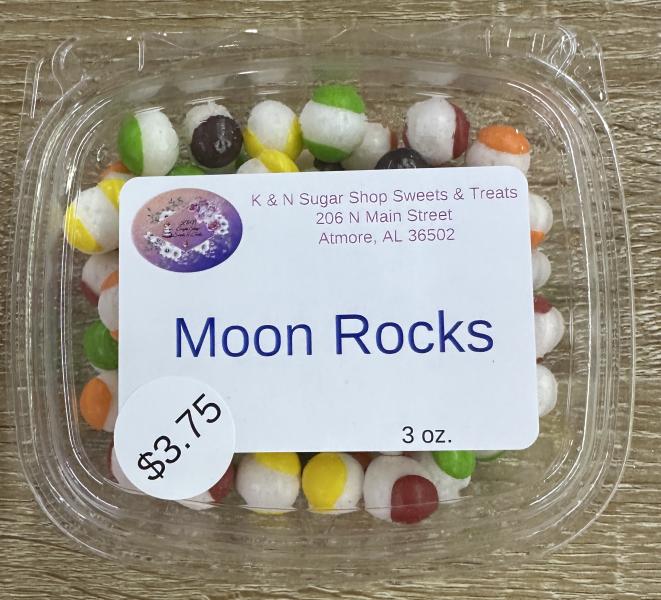 K & N Sugar Shop Sweets & Treats
206 N Main Street
Atmore, AL 36502
Moon Rocks
$3.75
3 oz.